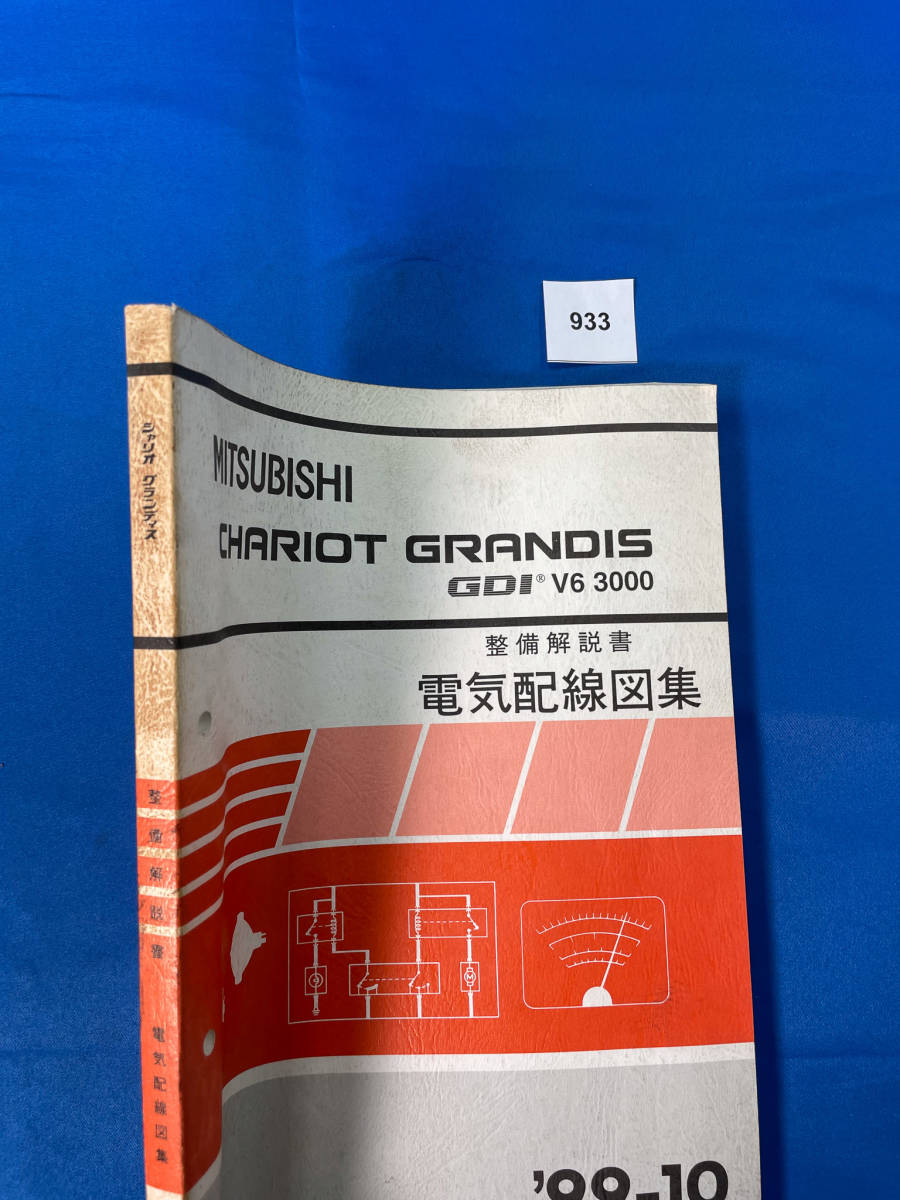 933
MITSUBISHI
CHARIOT GRANDIS
GDI® V6 3000
整備解説書
電気配線図集
'99-10
シャリオ グランディス
整備解説書
電気配線図集
M